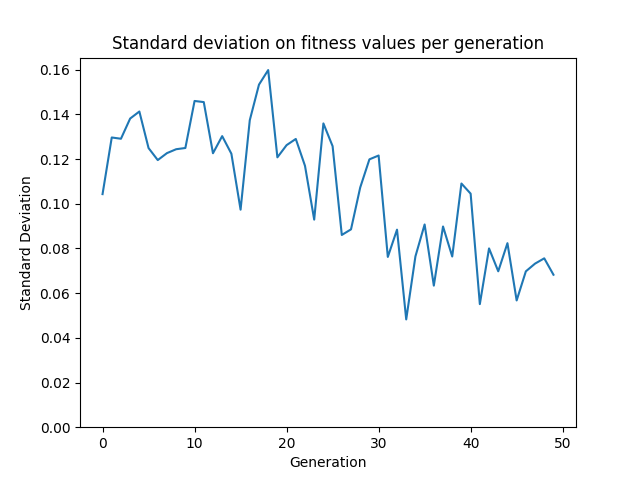 Standard deviation on fitness values per generation
0.16
0.14
0.12
0.10
0.08
0.06
0.04
0.02
0.00
Standard Deviation
0 10 20 30 40 50
Generation